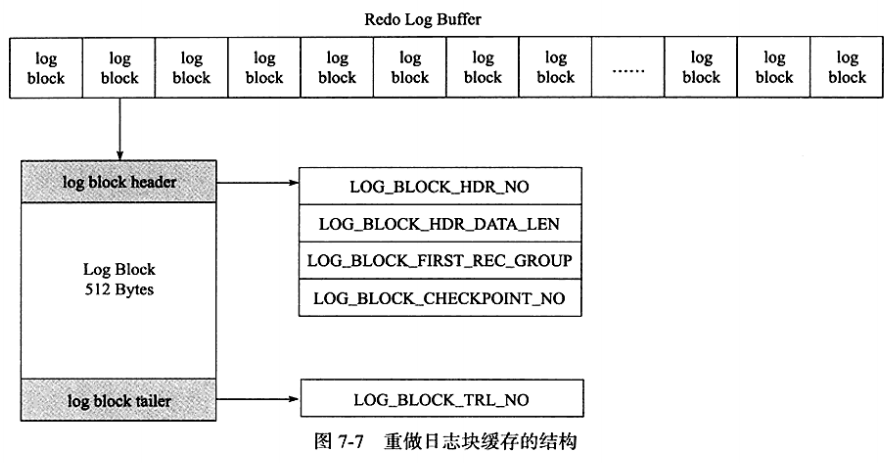 Redo Log Buffer
log block
log block
log block
log block
log block
log block
log block
log block
......
log block
log block
log block
log block header
LOG_BLOCK_HDR_NO
LOG_BLOCK_HDR_DATA_LEN
LOG_BLOCK_FIRST_REC_GROUP
LOG_BLOCK_CHECKPOINT_NO
Log Block
512 Bytes
log block tailer
LOG_BLOCK_TRL_NO
图 7-7 重做日志块缓存的结构